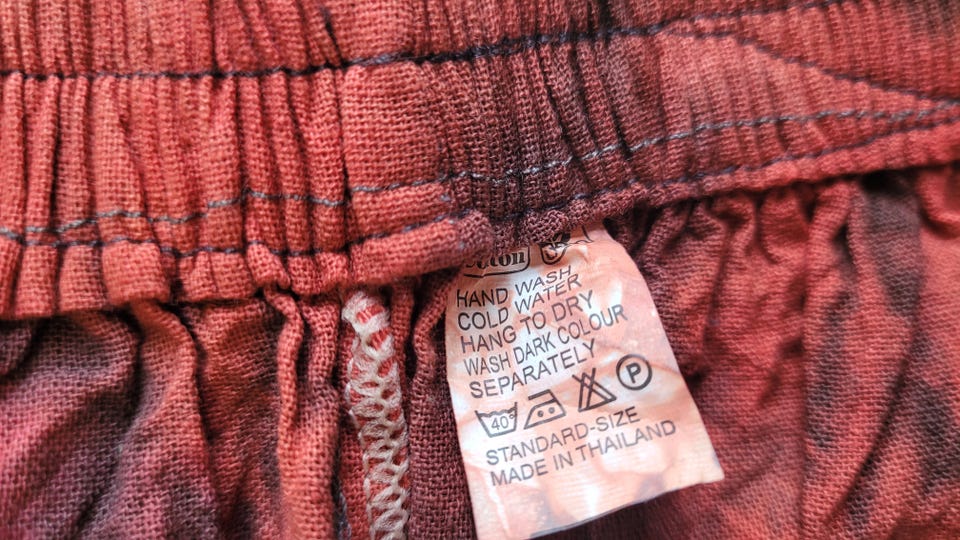 HAND WASH
COLD WATER
HANG TO DRY
WASH DARK COLOUR
SEPARATELY
40° P
STANDARD-SIZE
MADE IN THAILAND